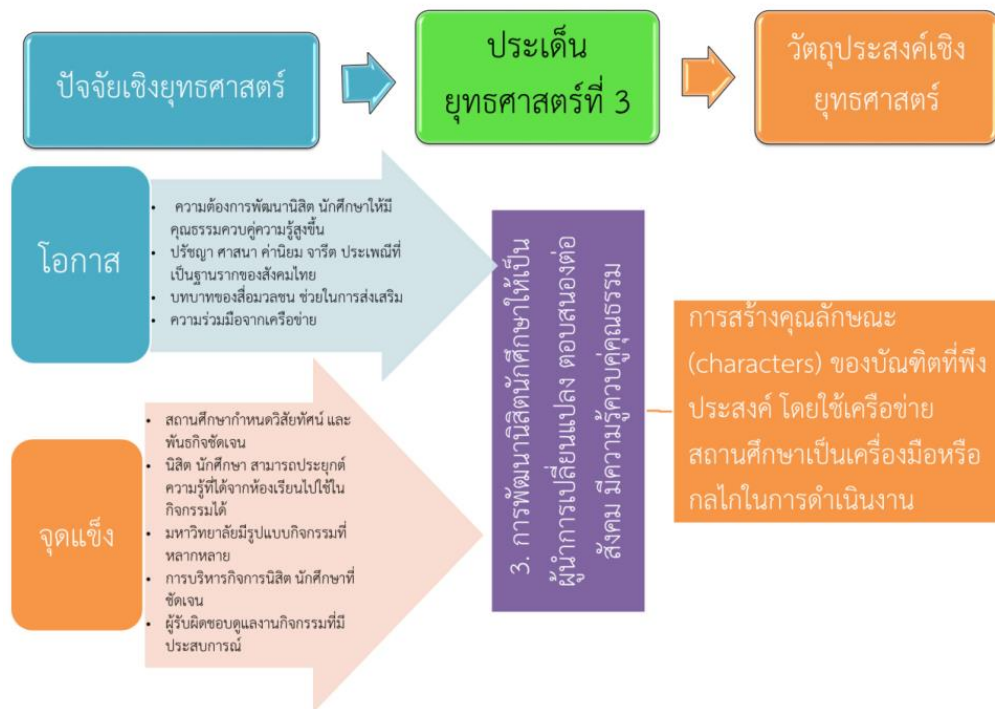 ปัจจัยเชิงยุทธศาสตร์
ประเด็น
ยุทธศาสตร์ที่ 3
วัตถุประสงค์เชิง
ยุทธศาสตร์
โอกาส
• ความต้องการพัฒนานิสิต นักศึกษาให้มี
คุณธรรมควบคู่ความรู้สูงขึ้น
• ปรัชญา ศาสนา ค่านิยม จารีต ประเพณีที่
เป็นฐานรากของสังคมไทย
• บทบาทของสื่อมวลชน ช่วยในการส่งเสริม
• ความร่วมมือจากเครือข่าย
จุดแข็ง
• สถานศึกษากำหนดวิสัยทัศน์ และ
พันธกิจชัดเจน
• นิสิต นักศึกษา สามารถประยุกต์
ความรู้ที่ได้จากห้องเรียนไปใช้ใน
กิจกรรมได้
• มหาวิทยาลัยมีรูปแบบกิจกรรมที่
หลากหลาย
• การบริหารกิจการนิสิต นักศึกษาที่
ชัดเจน
• ผู้รับผิดชอบดูแลงานกิจกรรมที่มี
ประสบการณ์
3. การพัฒนานิสิตนักศึกษาให้เป็น
ผู้นำการเปลี่ยนแปลง ตอบสนองต่อ
สังคม มีความรู้ควบคู่คุณธรรม
การสร้างคุณลักษณะ
(characters) ของบัณฑิตที่พึง
ประสงค์ โดยใช้เครือข่าย
สถานศึกษาเป็นเครื่องมือหรือ
กลไกในการดำเนินงาน